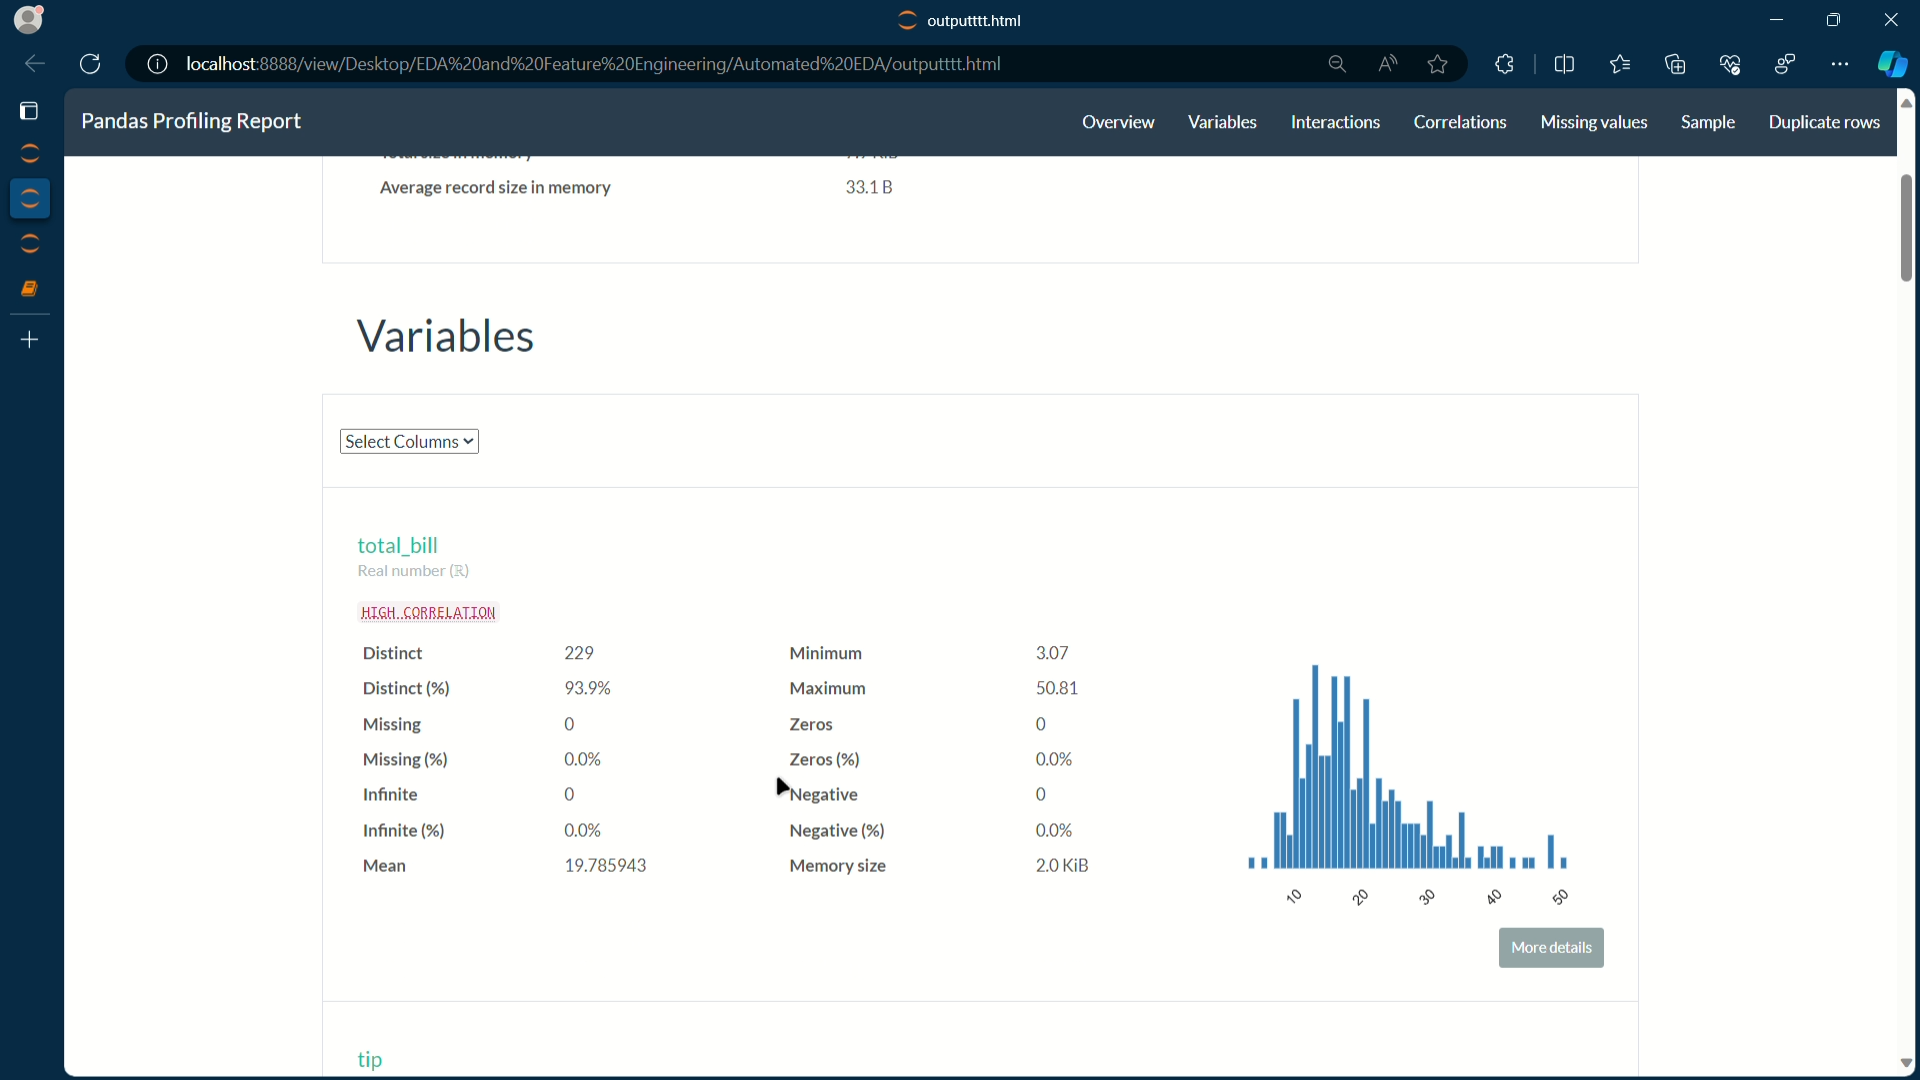 outputttt.html
localhost:8888/view/Desktop/EDA%20and%20Feature%20Engineering/Automated%20EDA/outputttt.html
Pandas Profiling Report
Overview Variables Interactions Correlations Missing values Sample Duplicate rows
Average record size in memory 33.1 B
Variables
Select Columns
total_bill
Real number (ℝ)
HIGH CORRELATION
Distinct 229 Minimum 3.07
Distinct (%) 93.9% Maximum 50.81
Missing 0 Zeros 0
Missing (%) 0.0% Zeros (%) 0.0%
Infinite 0 Negative 0
Infinite (%) 0.0% Negative (%) 0.0%
Mean 19.785943 Memory size 2.0 KiB
10 20 30 40 50
More details
tip